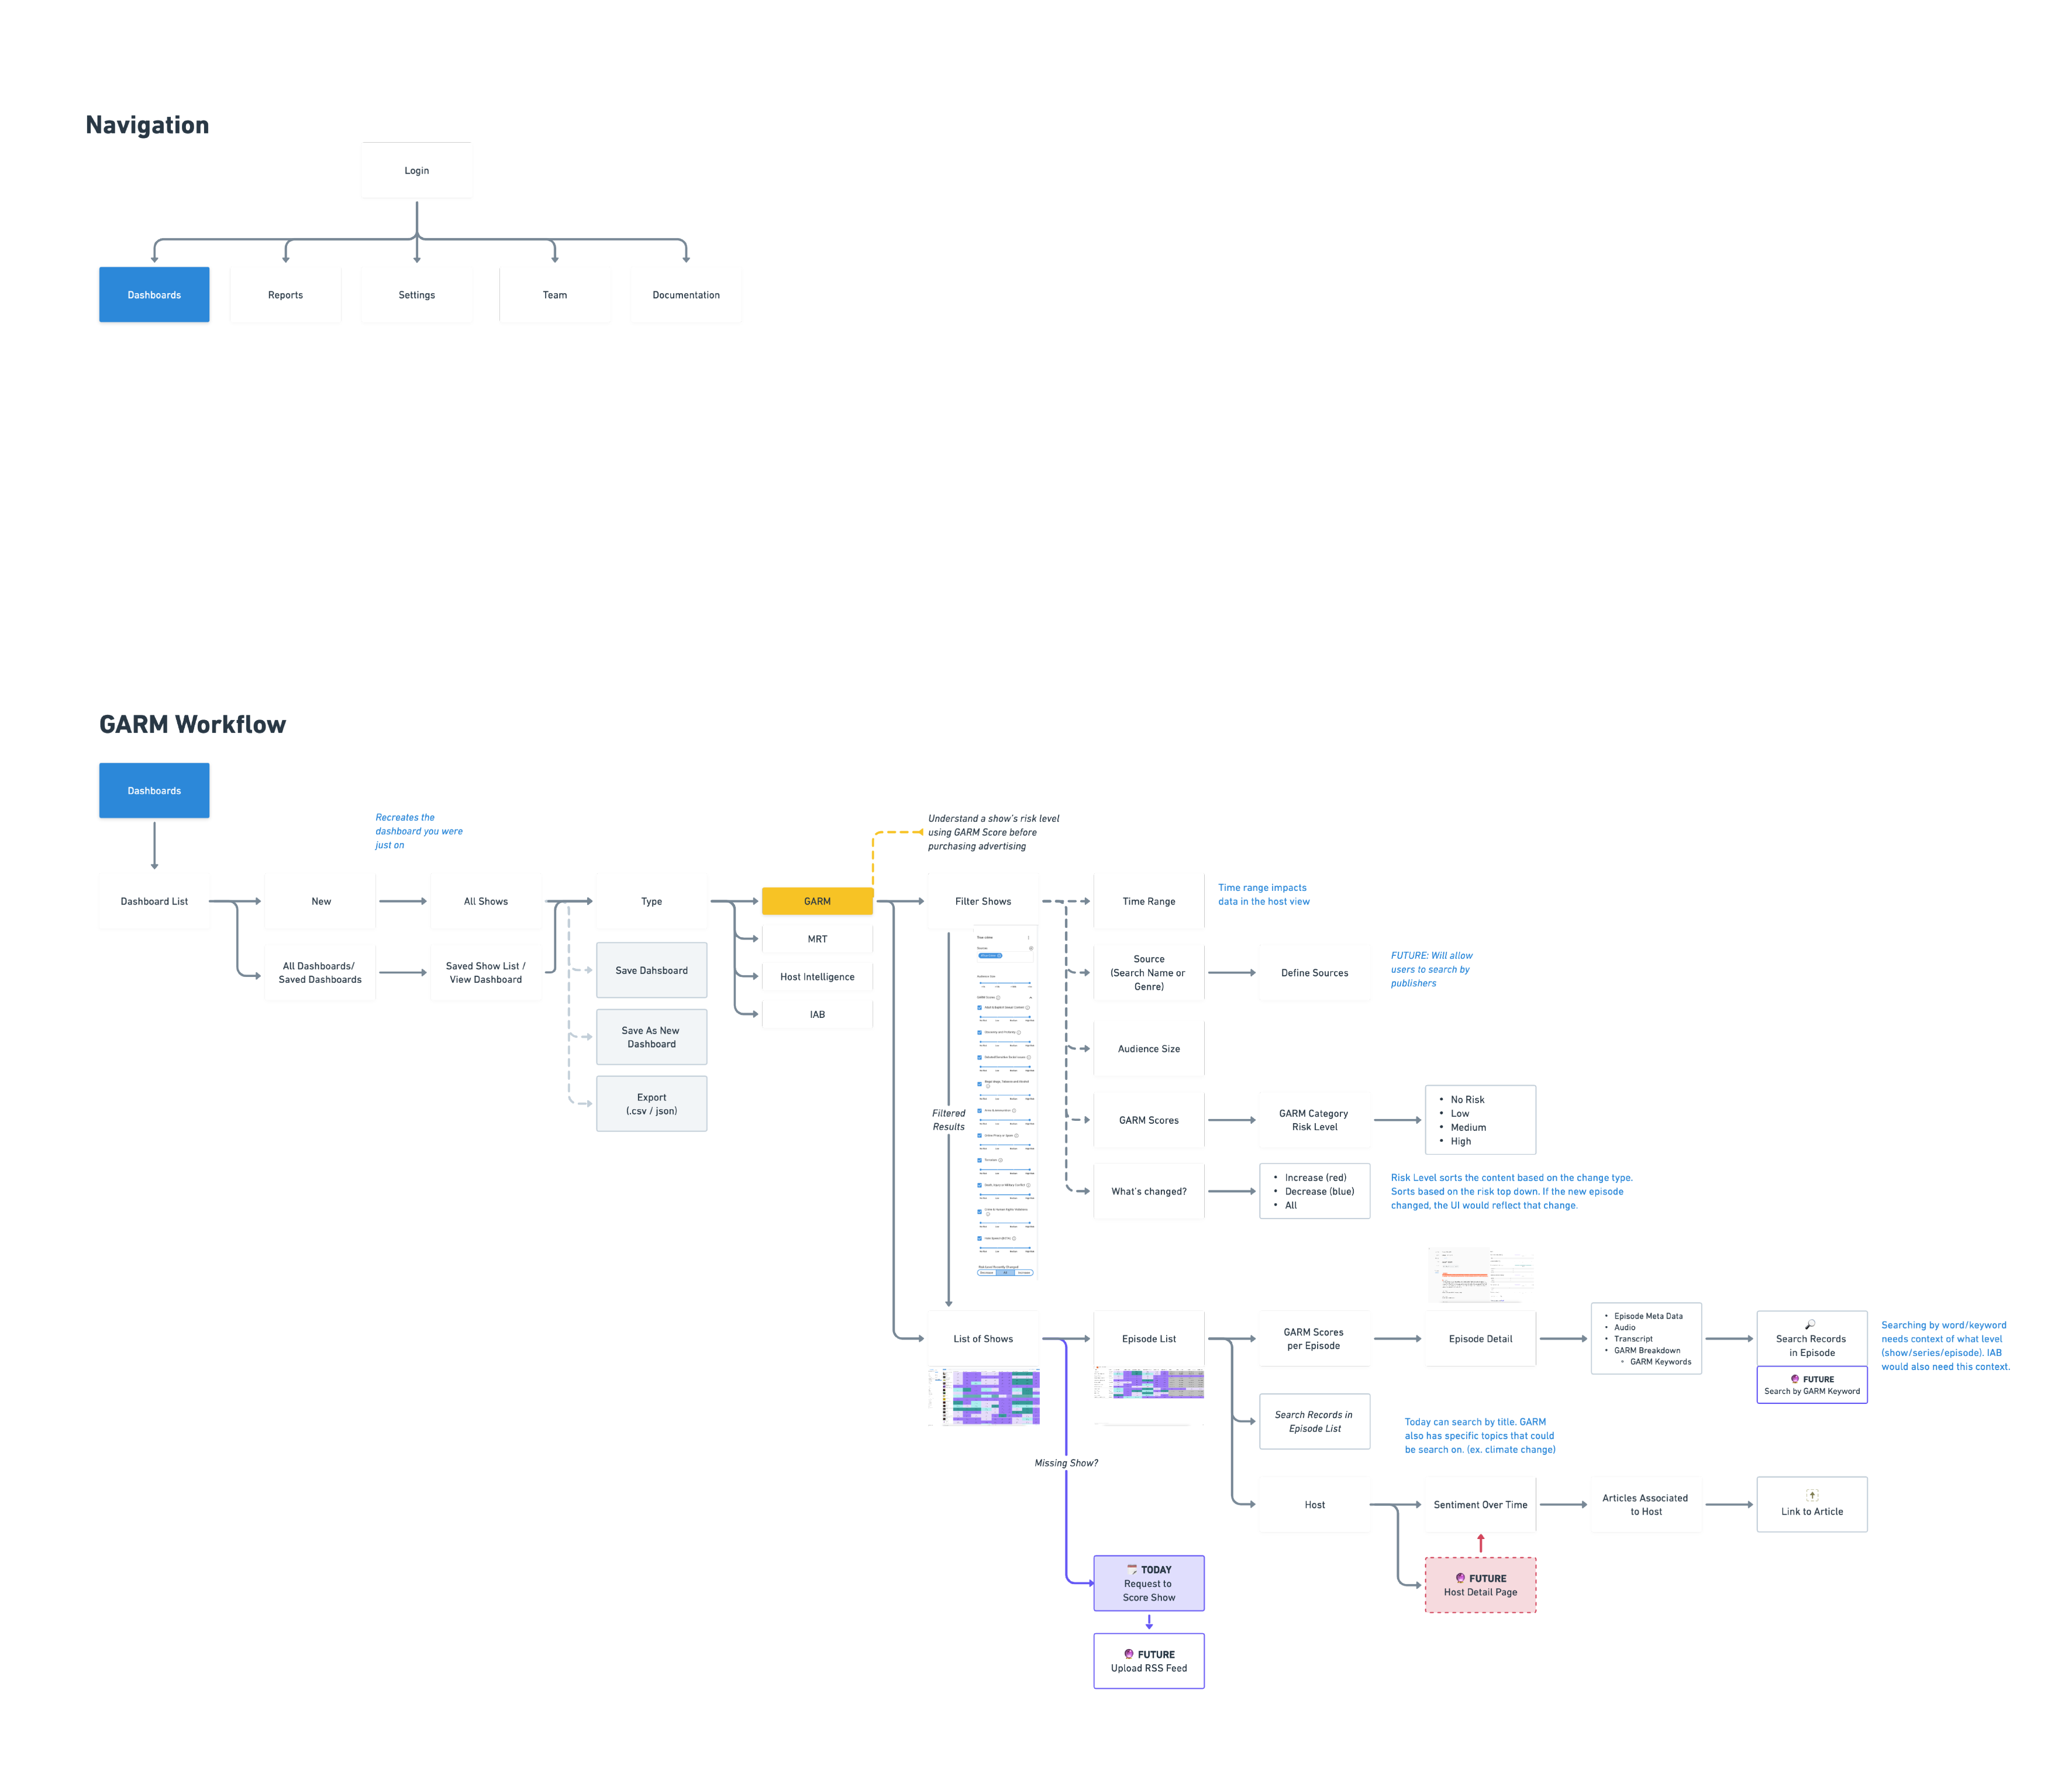 Navigation
Login
Dashboards
Reports
Settings
Team
Documentation
GARM Workflow
Dashboards
Recreates the
dashboard you were
just on
Understand a show's risk level
using GARM Score before
purchasing advertising
Dashboard List
New
All Shows
Type
GARM
Filter Shows
Time Range
Time range impacts
data in the host view
MRT
All Dashboards/
Saved Dashboards
Saved Show List /
View Dashboard
Save Dahsboard
Host Intelligence
Source
(Search Name or
Genre)
Define Sources
FUTURE: Will allow
users to search by
publishers
IAB
Save As New
Dashboard
Audience Size
Export
(.csv / json)
Filtered
Results
GARM Scores
GARM Category
Risk Level
• No Risk
• Low
• Medium
• High
What's changed?
• Increase (red)
• Decrease (blue)
• All
Risk Level sorts the content based on the change type.
Sorts based on the risk top down. If the new episode
changed, the UI would reflect that change.
List of Shows
Episode List
GARM Scores
per Episode
Episode Detail
• Episode Meta Data
• Audio
• Transcript
• GARM Breakdown
• GARM Keywords
Search Records
in Episode
FUTURE
Search by GARM Keyword
Searching by word/keyword
needs context of what level
(show/series/episode). IAB
would also need this context.
Search Records in
Episode List
Today can search by title. GARM
also has specific topics that could
be search on. (ex. climate change)
Missing Show?
Host
Sentiment Over Time
Articles Associated
to Host
Link to Article
TODAY
Request to
Score Show
FUTURE
Host Detail Page
FUTURE
Upload RSS Feed